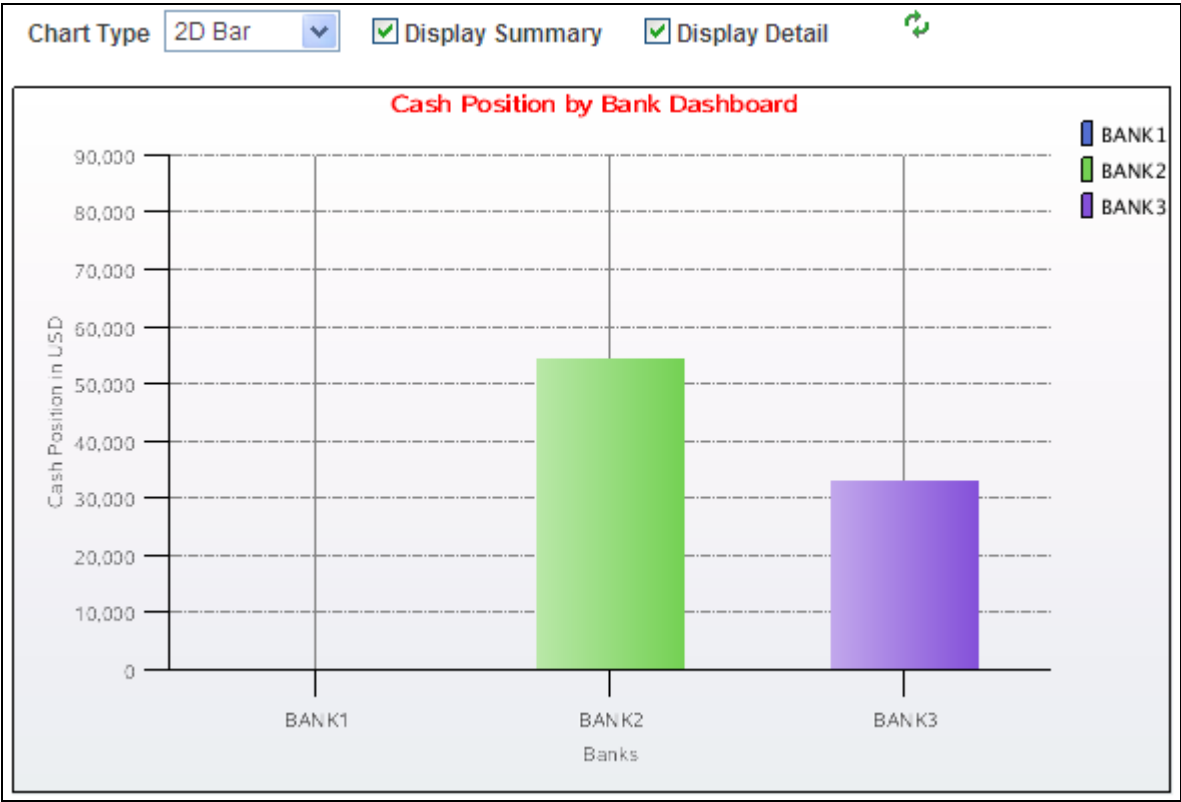 Chart Type 2D Bar Display Summary Display Detail
Cash Position by Bank Dashboard
BANK1
BANK2
BANK3
90,000
80,000
70,000
60,000
50,000
40,000
30,000
20,000
10,000
0
Cash Position in USD
BANK1 BANK2 BANK3
Banks